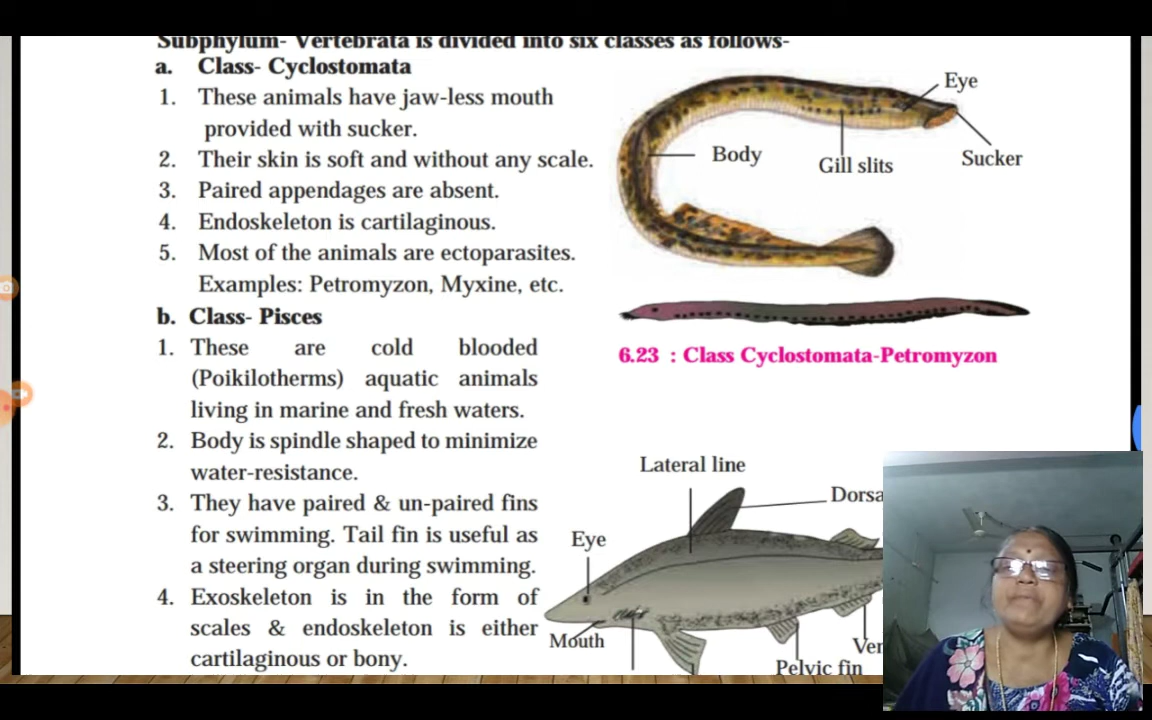 Subphylum- Vertebrata is divided into six classes as follows-
a. Class- Cyclostomata
1. These animals have jaw-less mouth
provided with sucker.
2. Their skin is soft and without any scale.
3. Paired appendages are absent.
4. Endoskeleton is cartilaginous.
5. Most of the animals are ectoparasites.
Examples: Petromyzon, Myxine, etc.
b. Class- Pisces
1. These are cold blooded
(Poikilotherms) aquatic animals
living in marine and fresh waters.
2. Body is spindle shaped to minimize
water-resistance.
3. They have paired & un-paired fins
for swimming. Tail fin is useful as
a steering organ during swimming.
4. Exoskeleton is in the form of
scales & endoskeleton is either
cartilaginous or bony.
Eye
Body
Gill slits
Sucker
6.23 : Class Cyclostomata-Petromyzon
Lateral line
Dorsa
Eye
Mouth
Ver
Pelvic fin